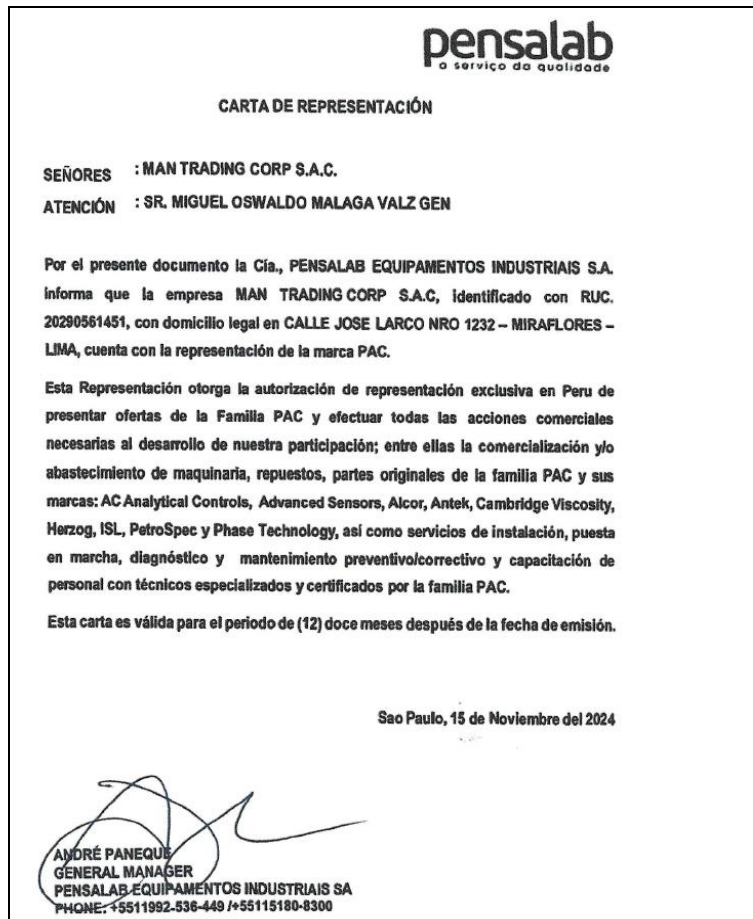 pensalab
a serviço da qualidade
CARTA DE REPRESENTACIÓN
SEÑORES : MAN TRADING CORP S.A.C.
ATENCIÓN : SR. MIGUEL OSWALDO MALAGA VALZ GEN
Por el presente documento la Cía., PENSALAB EQUIPAMENTOS INDUSTRIAIS S.A.
informa que la empresa MAN TRADING CORP S.A.C, identificado con RUC.
20290561451, con domicilio legal en CALLE JOSE LARCO NRO 1232 – MIRAFLORES –
LIMA, cuenta con la representación de la marca PAC.
Esta Representación otorga la autorización de representación exclusiva en Peru de
presentar ofertas de la Familia PAC y efectuar todas las acciones comerciales
necesarias al desarrollo de nuestra participación; entre ellas la comercialización y/o
abastecimiento de maquinaria, repuestos, partes originales de la familia PAC y sus
marcas: AC Analytical Controls, Advanced Sensors, Alcor, Antek, Cambridge Viscosity,
Herzog, ISL, PetroSpec y Phase Technology, así como servicios de instalación, puesta
en marcha, diagnóstico y mantenimiento preventivo/correctivo y capacitación de
personal con técnicos especializados y certificados por la familia PAC.
Esta carta es válida para el periodo de (12) doce meses después de la fecha de emisión.
Sao Paulo, 15 de Noviembre del 2024
ANDRÉ PANEQUE
GENERAL MANAGER
PENSALAB EQUIPAMENTOS INDUSTRIAIS SA
PHONE: +5511992-536-449 /+55115180-8300